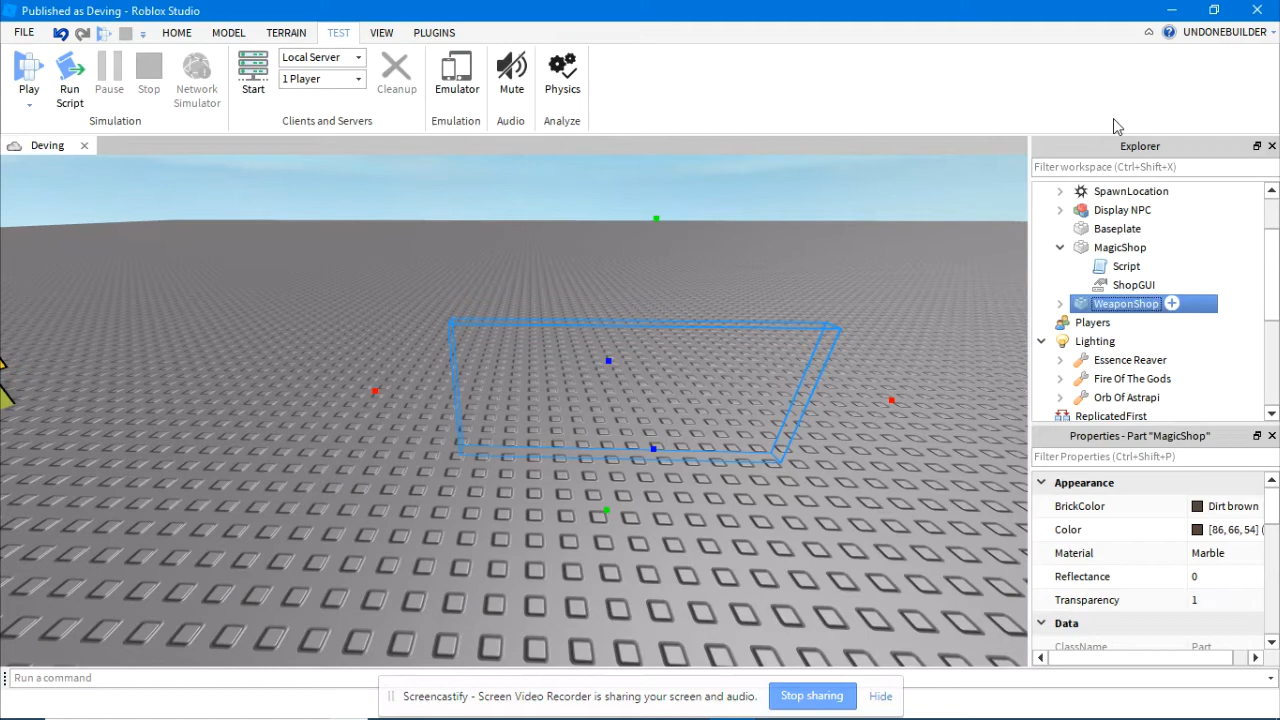 Published as Deving - Roblox Studio
FILE HOME MODEL TERRAIN TEST VIEW PLUGINS UNDONEBUILDER
Play
Run
Script
Pause
Stop
Network
Simulator
Simulation
Start
Local Server
1 Player
Cleanup
Clients and Servers
Emulator
Emulation
Mute
Audio
Physics
Analyze
Deving
Explorer
Filter workspace (Ctrl+Shift+X)
SpawnLocation
Display NPC
Baseplate
MagicShop
Script
ShopGUI
WeaponShop
Players
Lighting
Essence Reaver
Fire Of The Gods
Orb Of Astrapi
ReplicatedFirst
Properties - Part "MagicShop"
Filter Properties (Ctrl+Shift+P)
Appearance
BrickColor Dirt brown
Color [86,66,54] (
Material Marble
Reflectance 0
Transparency 1
Data
ClassName Part
Run a command
Screencastify - Screen Video Recorder is sharing your screen and audio. Stop sharing Hide